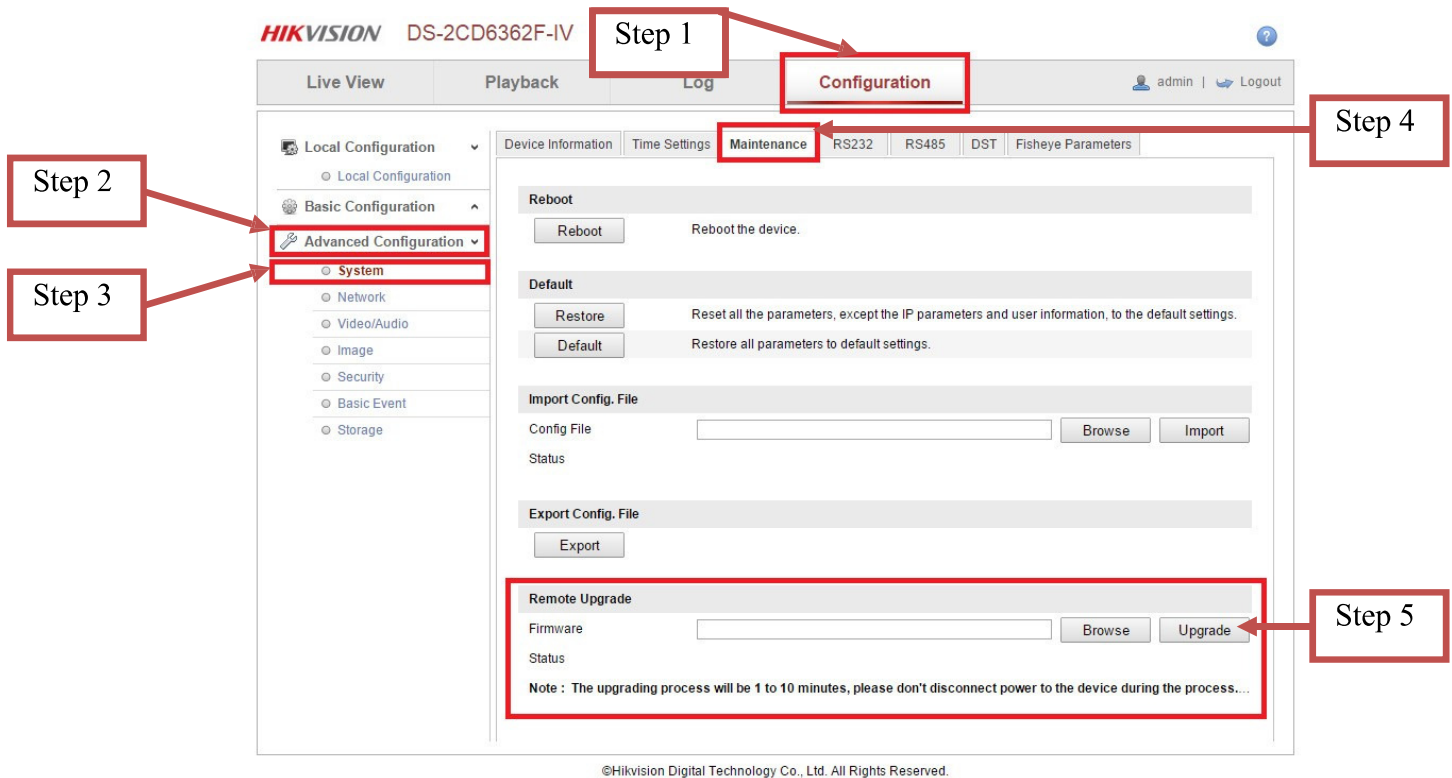 HIKVISION DS-2CD6362F-IV
Step 1
Live View Playback Log Configuration admin | Logout
Step 4
Device Information Time Settings Maintenance RS232 RS485 DST Fisheye Parameters
Local Configuration
Local Configuration
Step 2
Basic Configuration
Advanced Configuration
System
Step 3
Network
Video/Audio
Image
Security
Basic Event
Storage
Reboot
Reboot Reboot the device.
Default
Restore Reset all the parameters, except the IP parameters and user information, to the default settings.
Default Restore all parameters to default settings.
Import Config. File
Config File Browse Import
Status
Export Config. File
Export
Remote Upgrade
Firmware Browse Upgrade
Step 5
Status
Note : The upgrading process will be 1 to 10 minutes, please don't disconnect power to the device during the process....
©Hikvision Digital Technology Co., Ltd. All Rights Reserved.